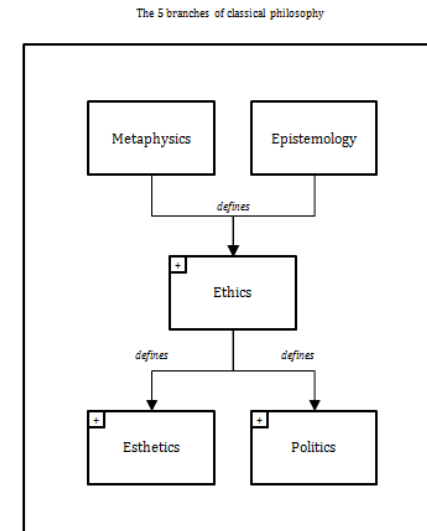 The 5 branches of classical philosophy
Metaphysics
Epistemology
defines
+
Ethics
defines
defines
+
Esthetics
+
Politics